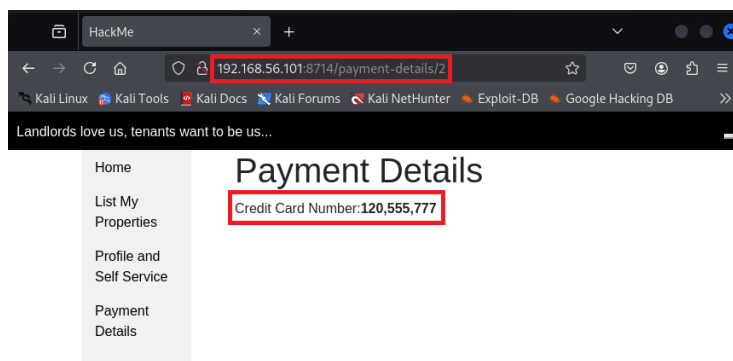 HackMe
192.168.56.101:8714/payment-details/2
Kali Linux Kali Tools Kali Docs Kali Forums Kali NetHunter Exploit-DB Google Hacking DB
Landlords love us, tenants want to be us...
Home
Payment Details
List My
Properties
Credit Card Number:120,555,777
Profile and
Self Service
Payment
Details